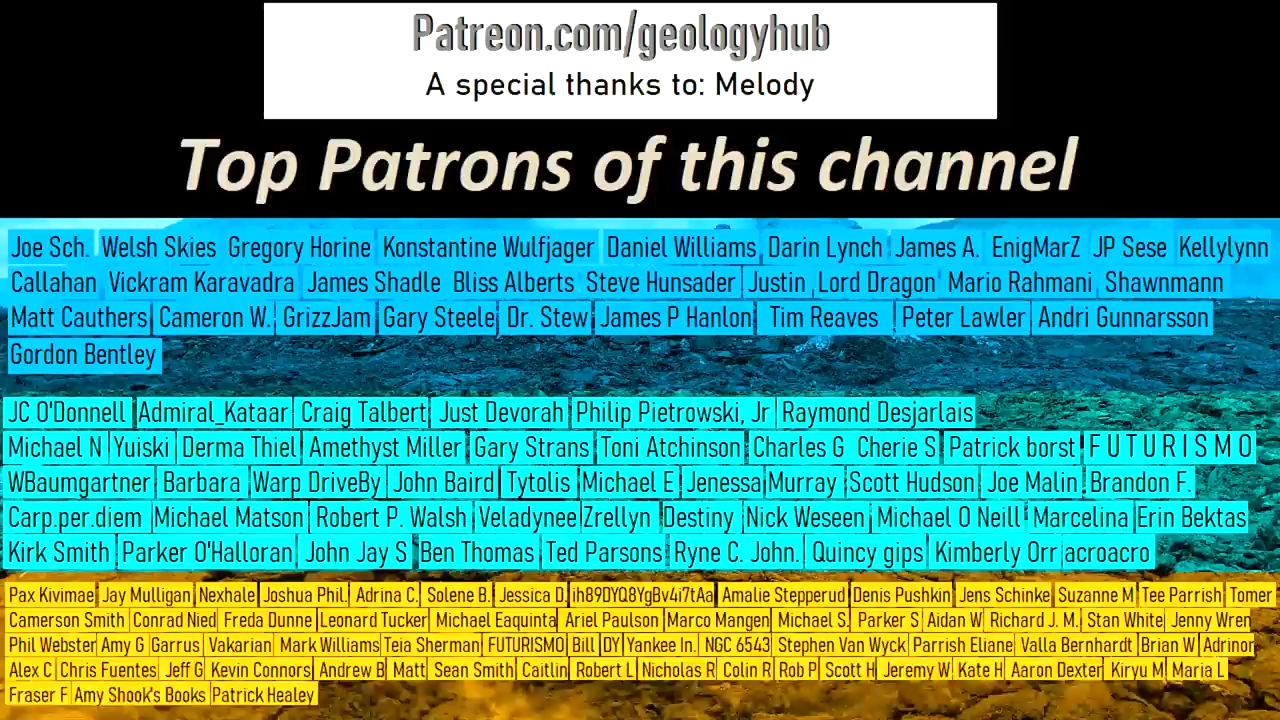 Patreon.com/geologyhub
A special thanks to: Melody
Top Patrons of this channel
Joe Sch. Welsh Skies Gregory Horine Konstantine Wulfjager Daniel Williams Darin Lynch James A. EnigMarZ JP Sese Kellylynn
Callahan Vickram Karavadra James Shadle Bliss Alberts Steve Hunsader Justin Lord Dragon Mario Rahmani Shawnmann
Matt Cauthers Cameron W. GrizzJam Gary Steele Dr. Stew James P Hanlon Tim Reaves Peter Lawler Andri Gunnarsson
Gordon Bentley
JC O'Donnell Admiral_Kataar Craig Talbert Just Devorah Philip Pietrowski, Jr Raymond Desjarlais
Michael N Yuiski Derma Thiel Amethyst Miller Gary Strans Toni Atchinson Charles G Cherie S Patrick borst F U T U R I S M O
WBaumgartner Barbara Warp DriveBy John Baird Tytolis Michael E Jenessa Murray Scott Hudson Joe Malin Brandon F.
Carp.per.diem Michael Matson Robert P. Walsh Veladynee Zrellyn Destiny Nick Weseen Michael O Neill Marcelina Erin Bektas
Kirk Smith Parker O'Halloran John Jay S Ben Thomas Ted Parsons Ryne C. John. Quincy gips Kimberly Orr acroacro
Pax Kivimae Jay Mulligan Nexhale Joshua Phil. Adrina C. Solene B. Jessica D. ih89DYQ8YgBv4i7tAa Amalie Stepperud Denis Pushkin Jens Schinke Suzanne M Tee Parrish Tomer
Camerson Smith Conrad Nied Freda Dunne Leonard Tucker Michael Eaquinta Ariel Paulson Marco Mangen Michael S. Parker S Aidan W Richard J. M. Stan White Jenny Wren
Phil Webster Amy G Garrus Vakarian Mark Williams Teia Sherman FUTURISMO Bill DY Yankee In. NGC 6543 Stephen Van Wyck Parrish Eliane Valla Bernhardt Brian W Adrinor
Alex C Chris Fuentes Jeff G Kevin Connors Andrew B Matt Sean Smith Caitlin Robert L Nicholas R Colin R Rob P Scott H Jeremy W Kate H Aaron Dexter Kiryu M Maria L
Fraser F Amy Shook's Books Patrick Healey